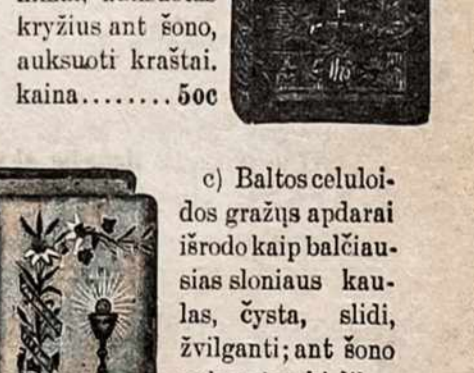 kryžius ant šono,
auksuoti kraštai.
kaina........50c
c) Baltos celuloi-
dos gražųs apdarai
išrodo kaip balčiau-
sias sloniaus kau-
las, čysta, slidi,
žvilganti; ant šono